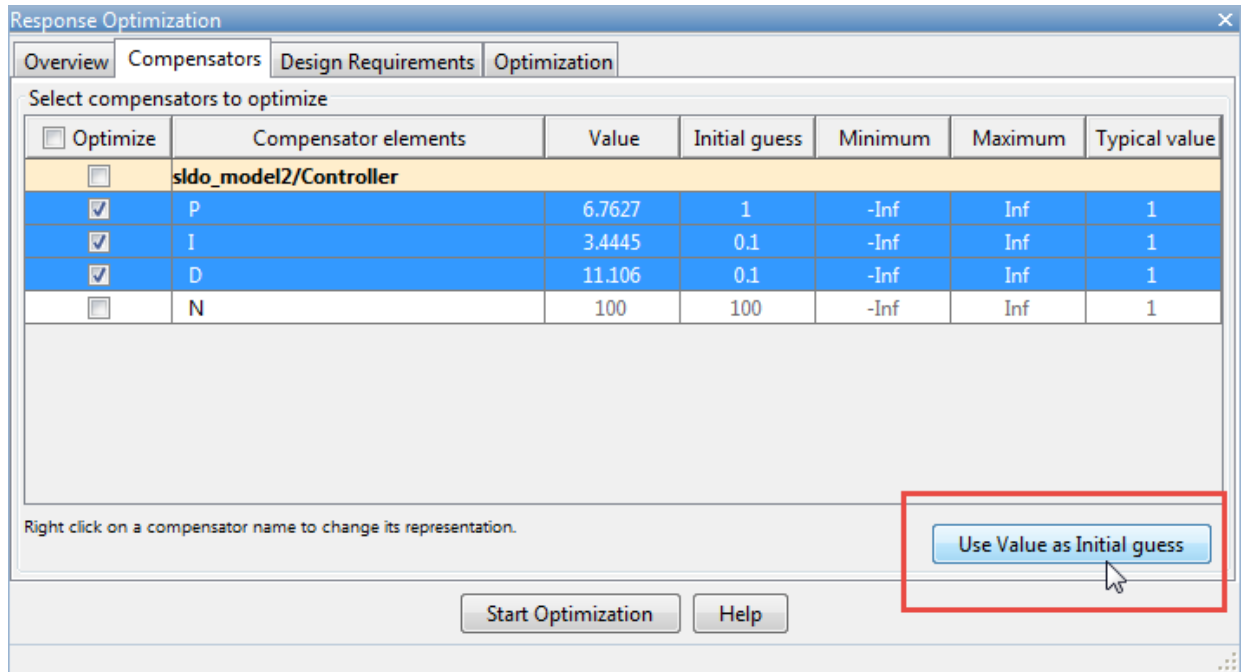 Response Optimization
Overview Compensators Design Requirements Optimization
Select compensators to optimize
Optimize Compensator elements Value Initial guess Minimum Maximum Typical value
sldo_model2/Controller
P 6.7627 1 -Inf Inf 1
I 3.4445 0.1 -Inf Inf 1
D 11.106 0.1 -Inf Inf 1
N 100 100 -Inf Inf 1
Right click on a compensator name to change its representation.
Use Value as Initial guess
Start Optimization Help